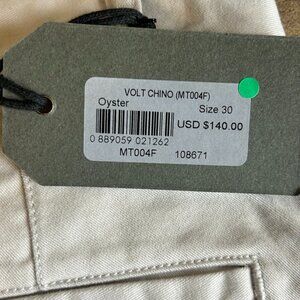 VOLT CHINO (MT004F)
Oyster Size 30
USD $140.00
0 889059 021262
MT004F 108671